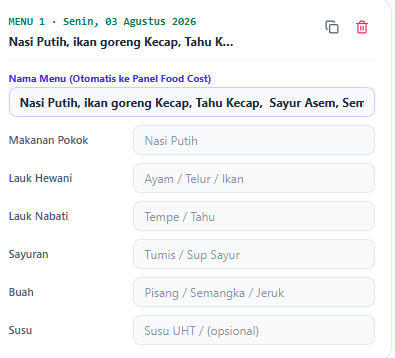 MENU 1 · Senin, 03 Agustus 2026
Nasi Putih, ikan goreng Kecap, Tahu K...
Nama Menu (Otomatis ke Panel Food Cost)
Nasi Putih, ikan goreng Kecap, Tahu Kecap,  Sayur Asem, Sem
Makanan Pokok Nasi Putih
Lauk Hewani Ayam / Telur / Ikan
Lauk Nabati Tempe / Tahu
Sayuran Tumis / Sup Sayur
Buah Pisang / Semangka / Jeruk
Susu Susu UHT / (opsional)